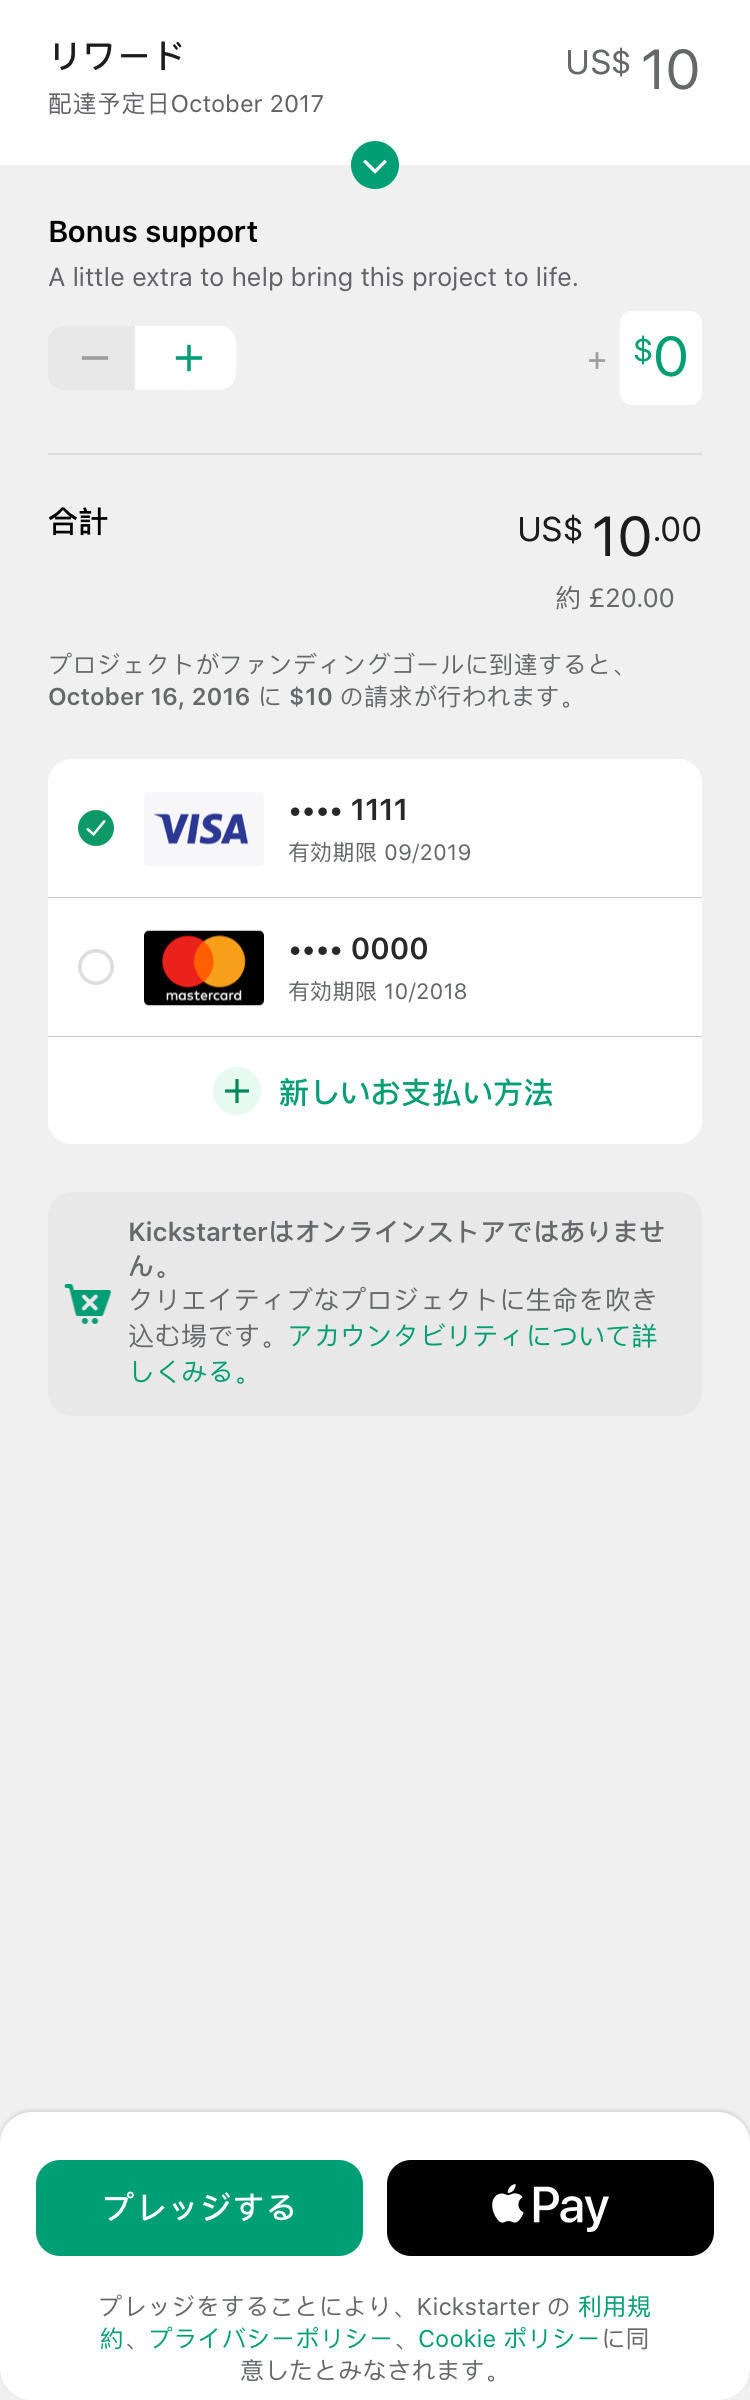 リワード
US$ 10
配達予定日October 2017
Bonus support
A little extra to help bring this project to life.
− +
+ $0
合計
US$ 10.00
約 £20.00
プロジェクトがファンディングゴールに到達すると、
October 16, 2016 に $10 の請求が行われます。
VISA
•••• 1111
有効期限 09/2019
mastercard
•••• 0000
有効期限 10/2018
+ 新しいお支払い方法
Kickstarterはオンラインストアではありませ
ん。
クリエイティブなプロジェクトに生命を吹き
込む場です。アカウンタビリティについて詳
しくみる。
プレッジする
Pay
プレッジをすることにより、Kickstarter の 利用規
約、プライバシーポリシー、Cookie ポリシーに同
意したとみなされます。